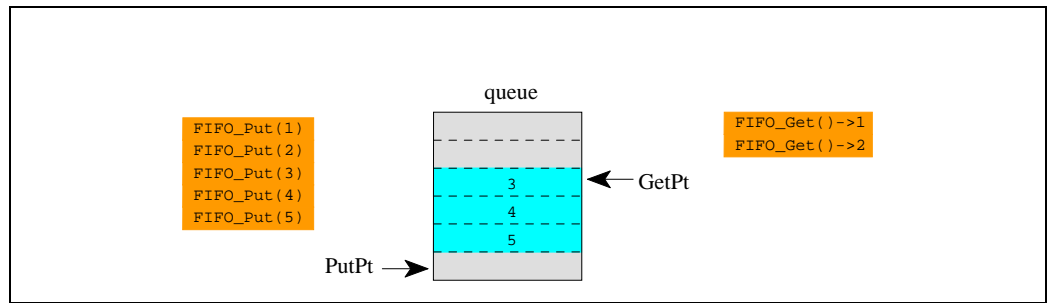 queue
FIFO_Put(1)
FIFO_Put(2)
FIFO_Put(3)
FIFO_Put(4)
FIFO_Put(5)
3
4
5
PutPt
GetPt
FIFO_Get()->1
FIFO_Get()->2